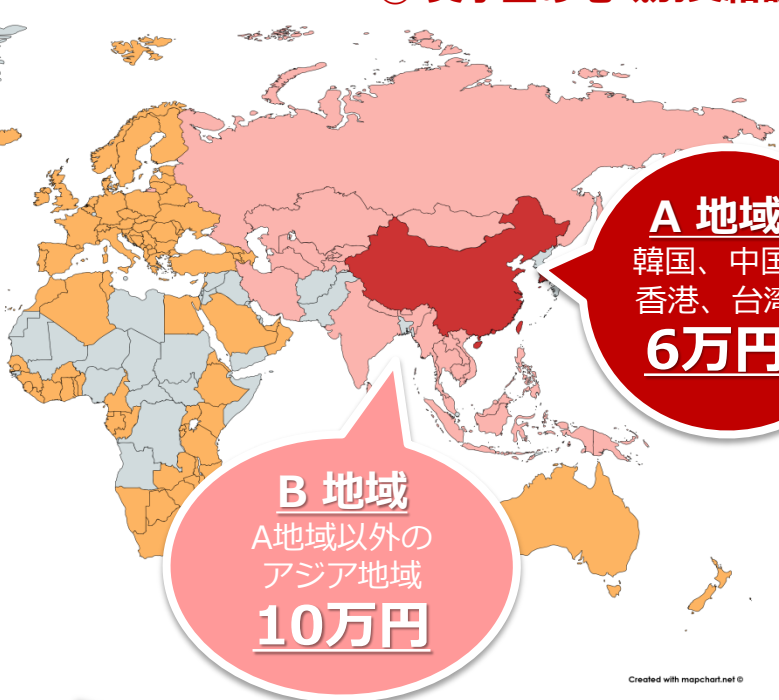 A 地域
韓国、中国
香港、台湾
6万円
B 地域
A地域以外の
アジア地域
10万円
Created with mapchart.net ©